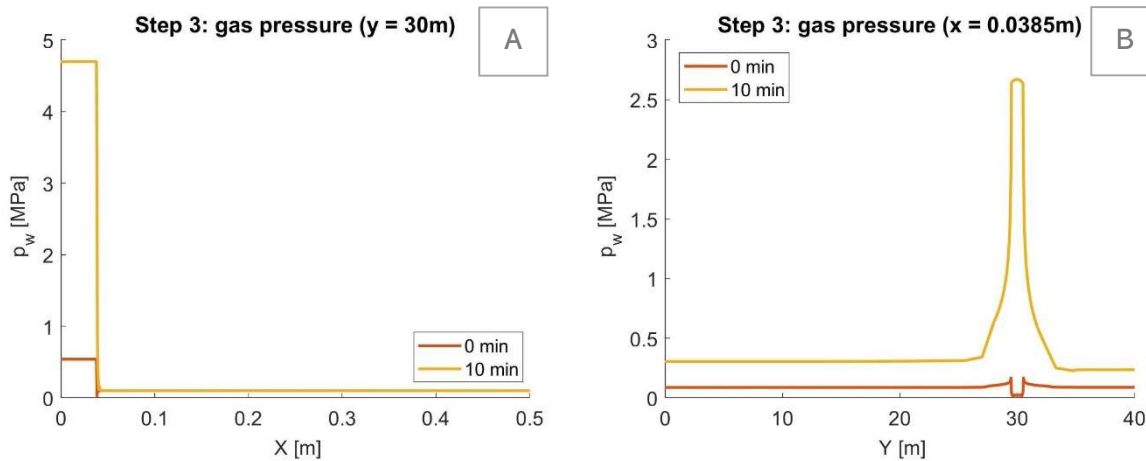 Step 3: gas pressure (y = 30m)
A
5
4
3
2
1
0
p_w [MPa]
0 min
10 min
0
0.1
0.2
0.3
0.4
0.5
X [m]
Step 3: gas pressure (x = 0.0385m)
B
3
2.5
2
1.5
1
0.5
0
p_w [MPa]
0 min
10 min
0
10
20
30
40
Y [m]